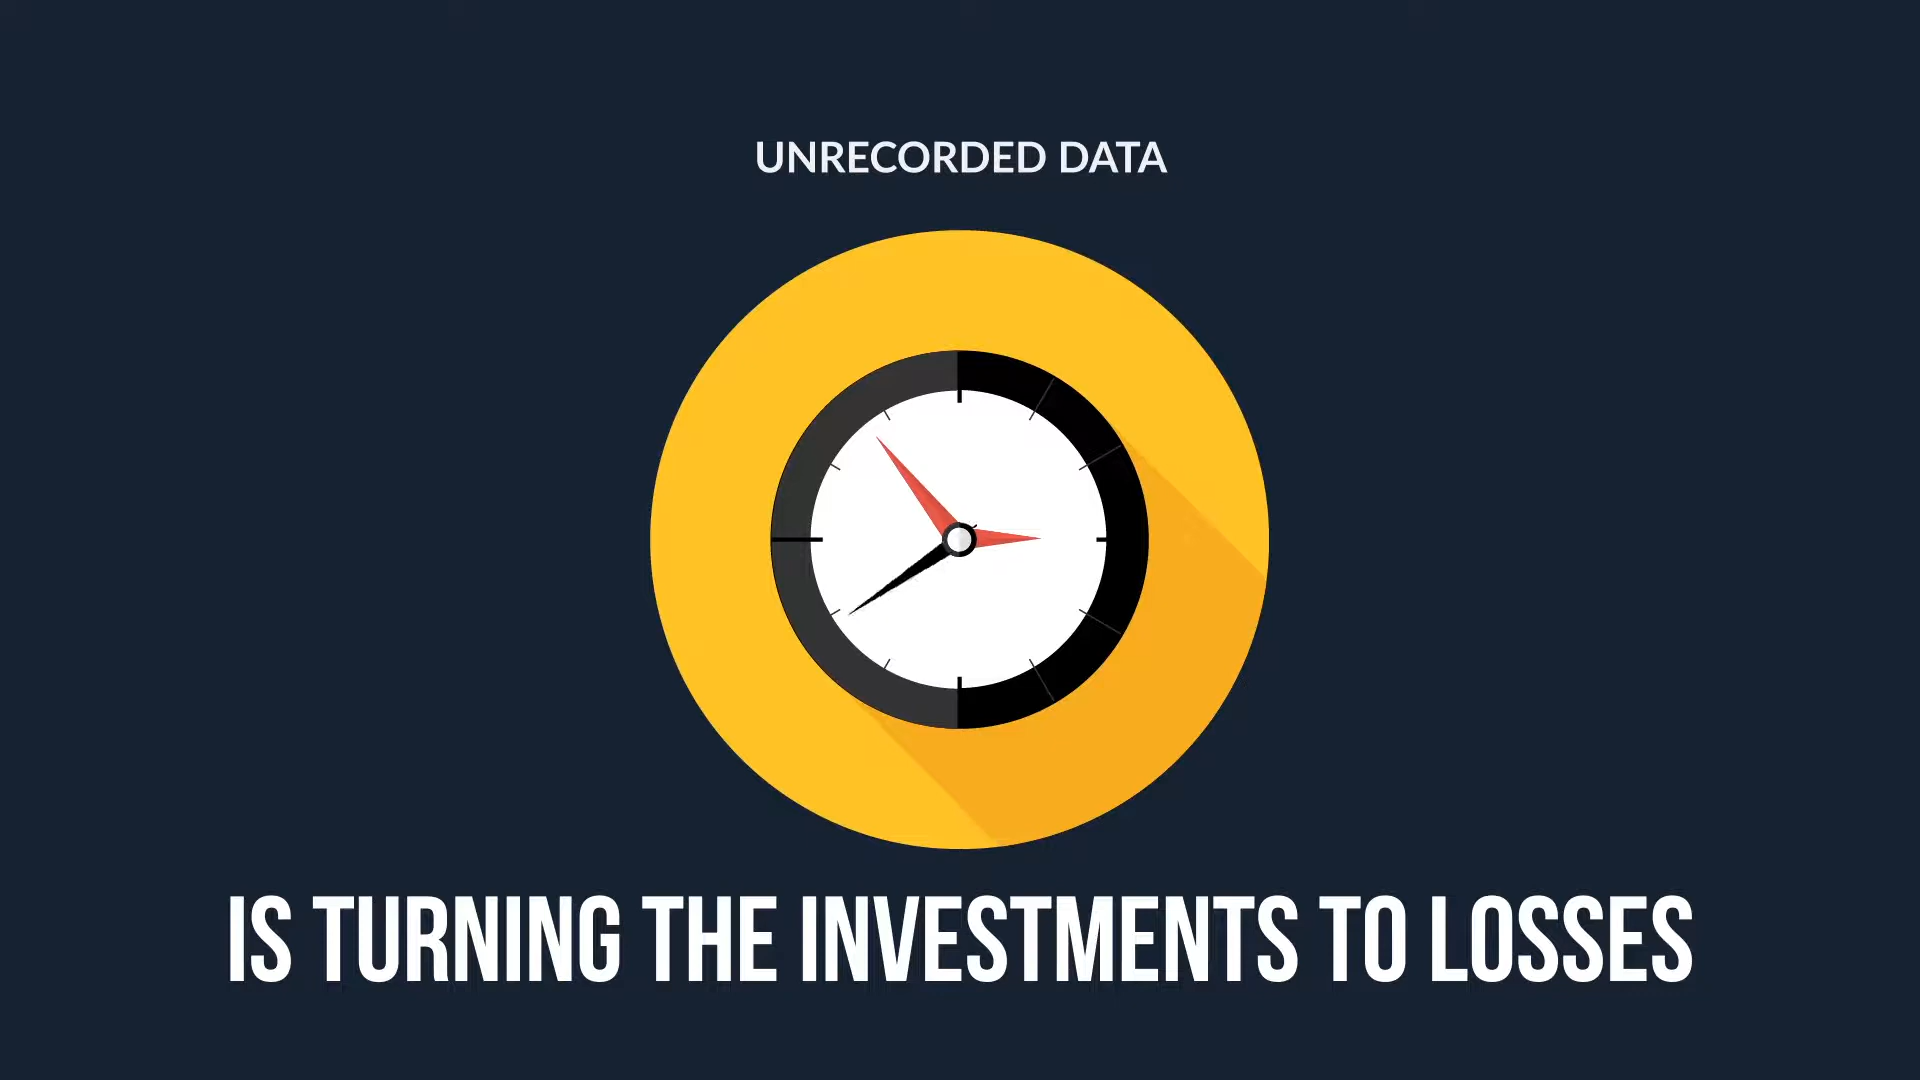 UNRECORDED DATA
IS TURNING THE INVESTMENTS TO LOSSES